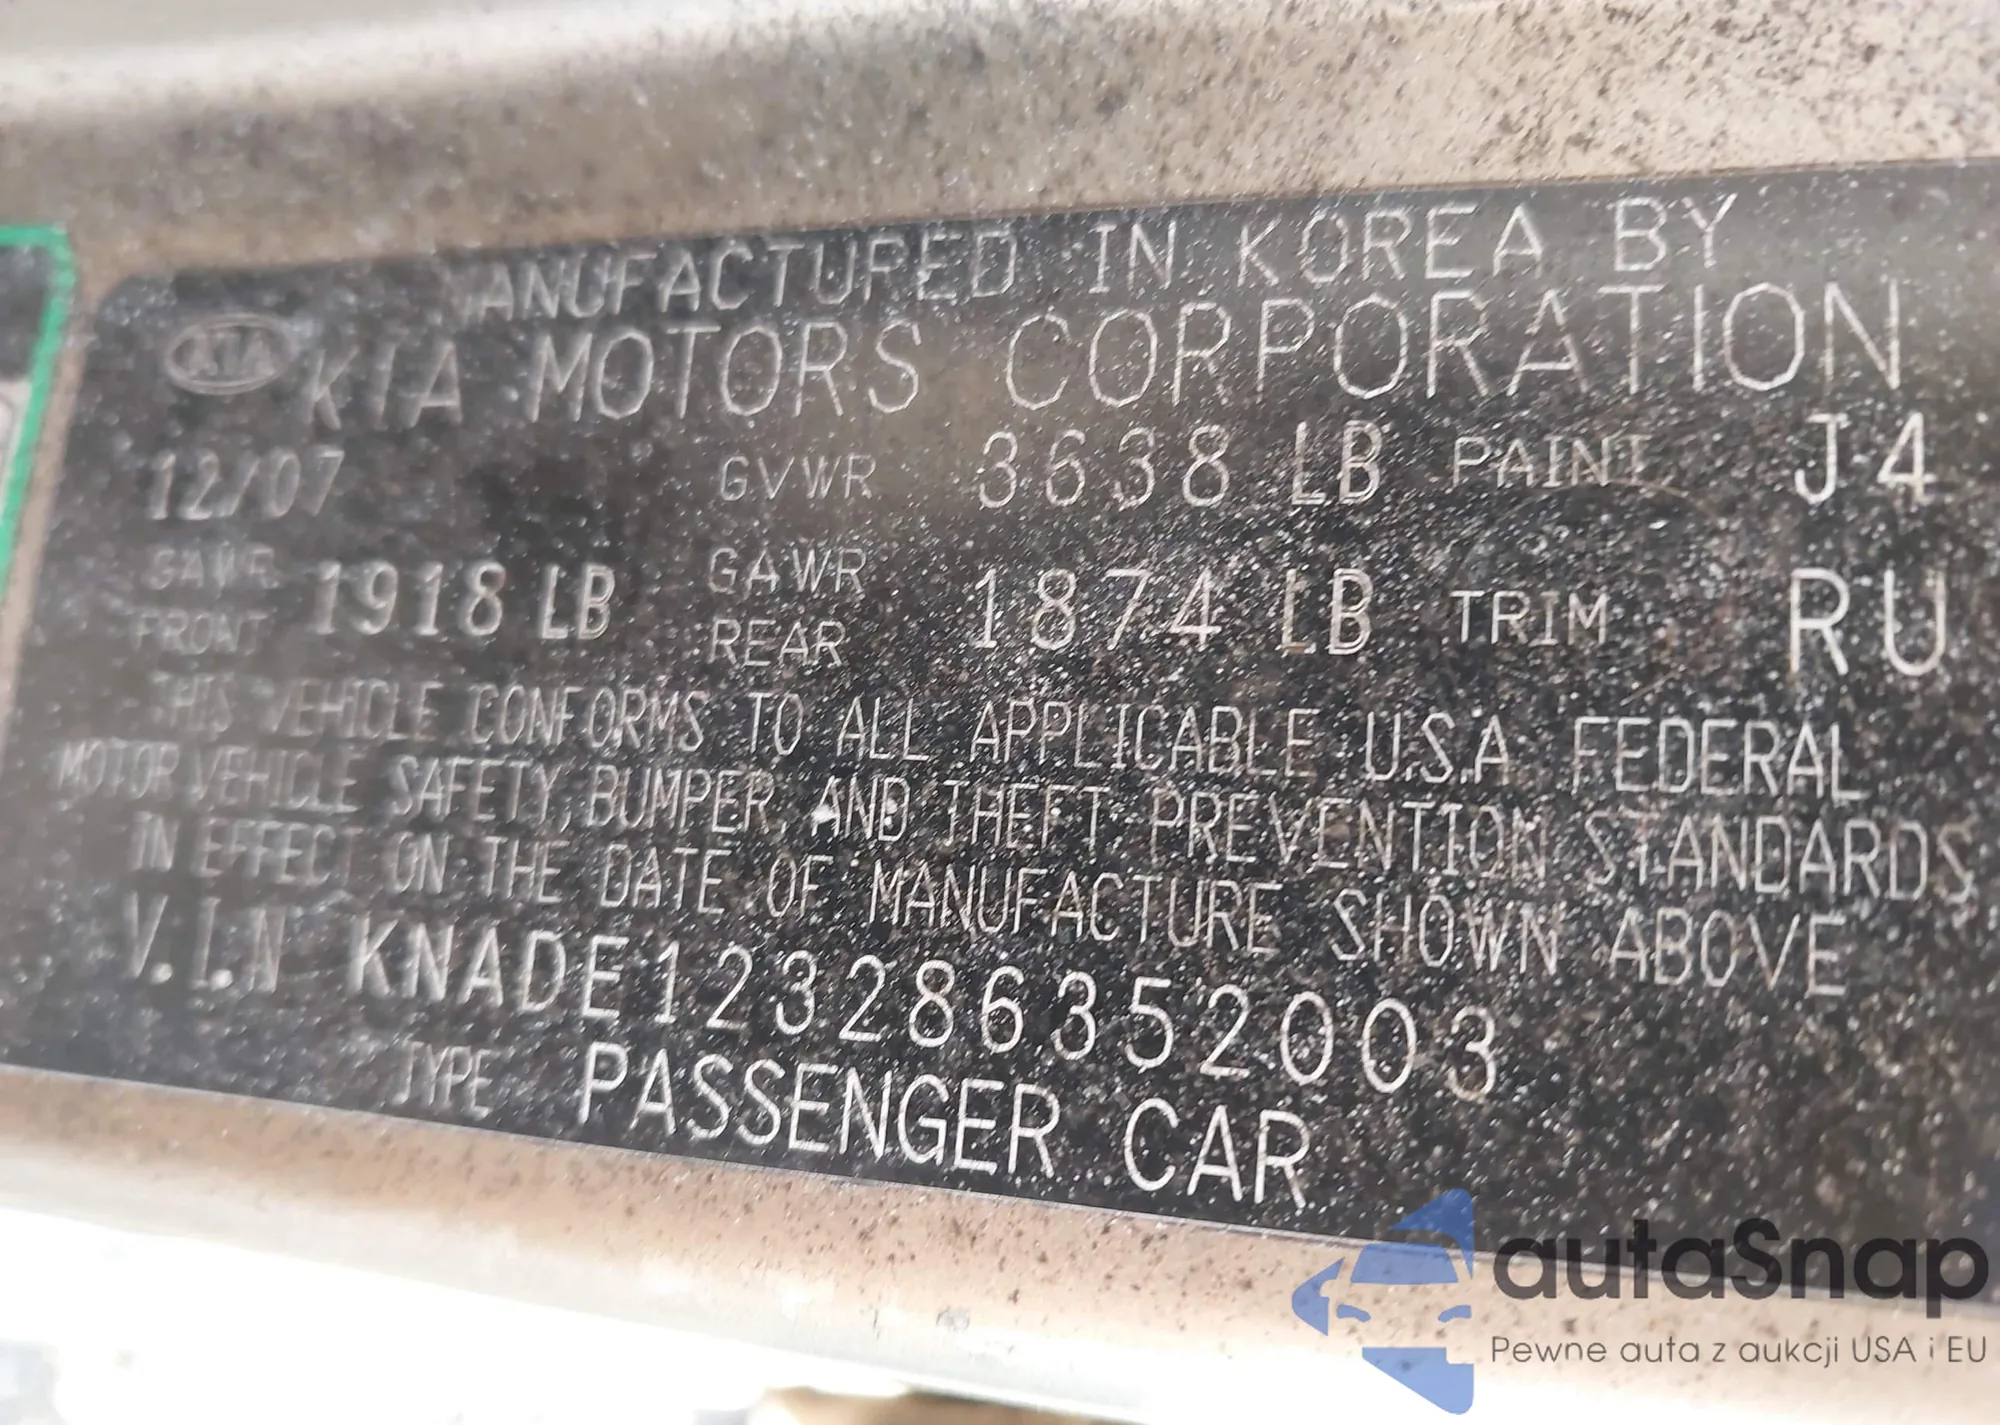 MANUFACTURED IN KOREA BY
KIA KIA MOTORS CORPORATION
12/07 GVWR 3638 LB PAINT J4
GAWR FRONT 1918 LB GAWR REAR 1874 LB TRIM RU
THIS VEHICLE CONFORMS TO ALL APPLICABLE U.S.A FEDERAL
MOTOR VEHICLE SAFETY, BUMPER, AND THEFT PREVENTION STANDARDS
IN EFFECT ON THE DATE OF MANUFACTURE SHOWN ABOVE
V.I.N KNADE123286352003
TYPE PASSENGER CAR
autaSnap
Pewne auta z aukcji USA i EU